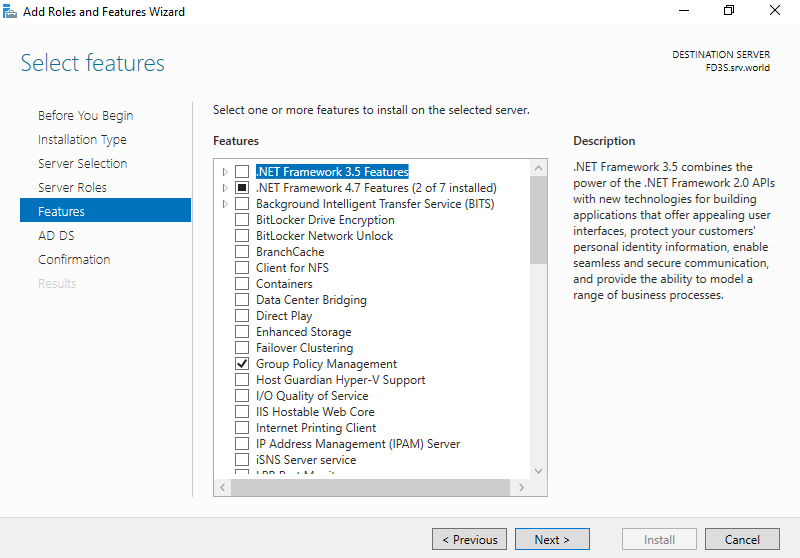 Add Roles and Features Wizard
Select features
DESTINATION SERVER
FD3S.srv.world
Before You Begin
Installation Type
Server Selection
Server Roles
Features
AD DS
Confirmation
Results
Select one or more features to install on the selected server.
Features
.NET Framework 3.5 Features
.NET Framework 4.7 Features (2 of 7 installed)
Background Intelligent Transfer Service (BITS)
BitLocker Drive Encryption
BitLocker Network Unlock
BranchCache
Client for NFS
Containers
Data Center Bridging
Direct Play
Enhanced Storage
Failover Clustering
Group Policy Management
Host Guardian Hyper-V Support
I/O Quality of Service
IIS Hostable Web Core
Internet Printing Client
IP Address Management (IPAM) Server
iSNS Server service
LPR Port Monitor
Description
.NET Framework 3.5 combines the
power of the .NET Framework 2.0 APIs
with new technologies for building
applications that offer appealing user
interfaces, protect your customers'
personal identity information, enable
seamless and secure communication,
and provide the ability to model a
range of business processes.
< Previous
Next >
Install
Cancel